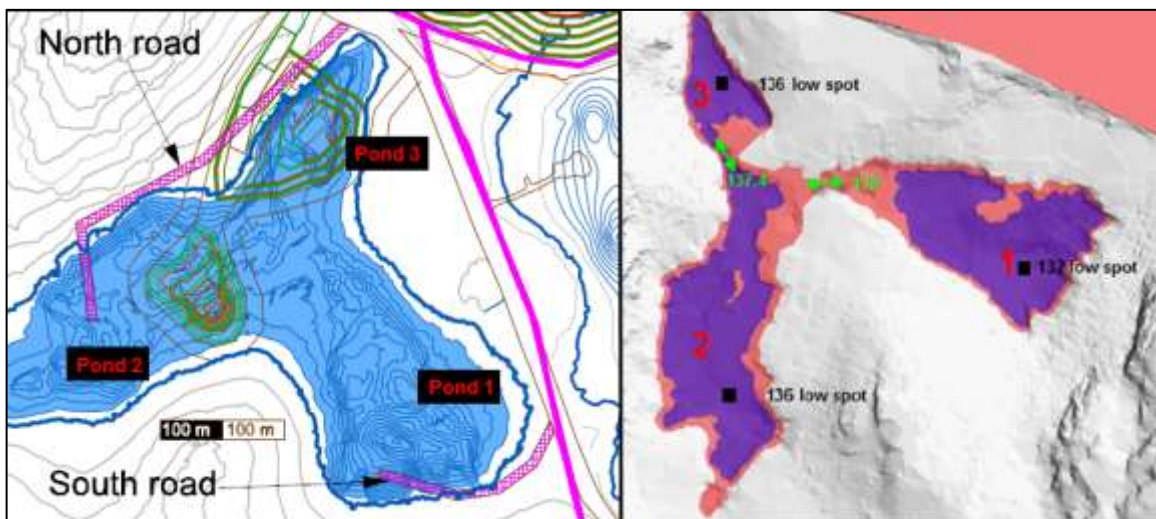 North road
Pond 3
Pond 2
Pond 1
100 m 100 m
South road
3
136 low spot
137.4
1
132 low spot
2
136 low spot